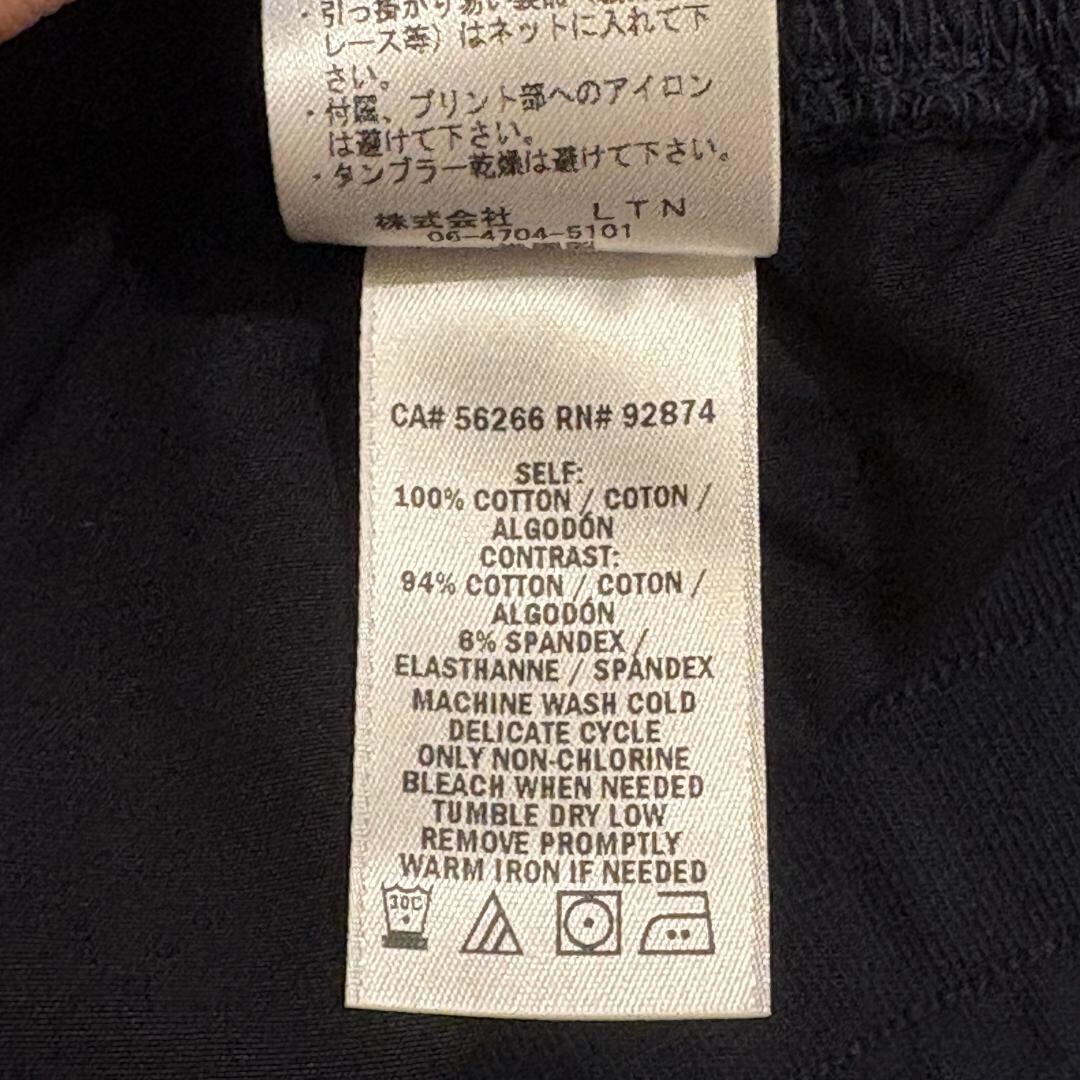 ・引っ掛かり易い
レース等）はネットに入れて下
さい。
・付属、プリント部へのアイロン
は避けて下さい。
・タンブラー乾燥は避けて下さい。
株式会社 LTN
06-4704-5101
CA# 56266 RN# 92874
SELF:
100% COTTON / COTON /
ALGODÓN
CONTRAST:
94% COTTON / COTON /
ALGODÓN
6% SPANDEX /
ELASTHANNE / SPANDEX
MACHINE WASH COLD
DELICATE CYCLE
ONLY NON-CHLORINE
BLEACH WHEN NEEDED
TUMBLE DRY LOW
REMOVE PROMPTLY
WARM IRON IF NEEDED
30C